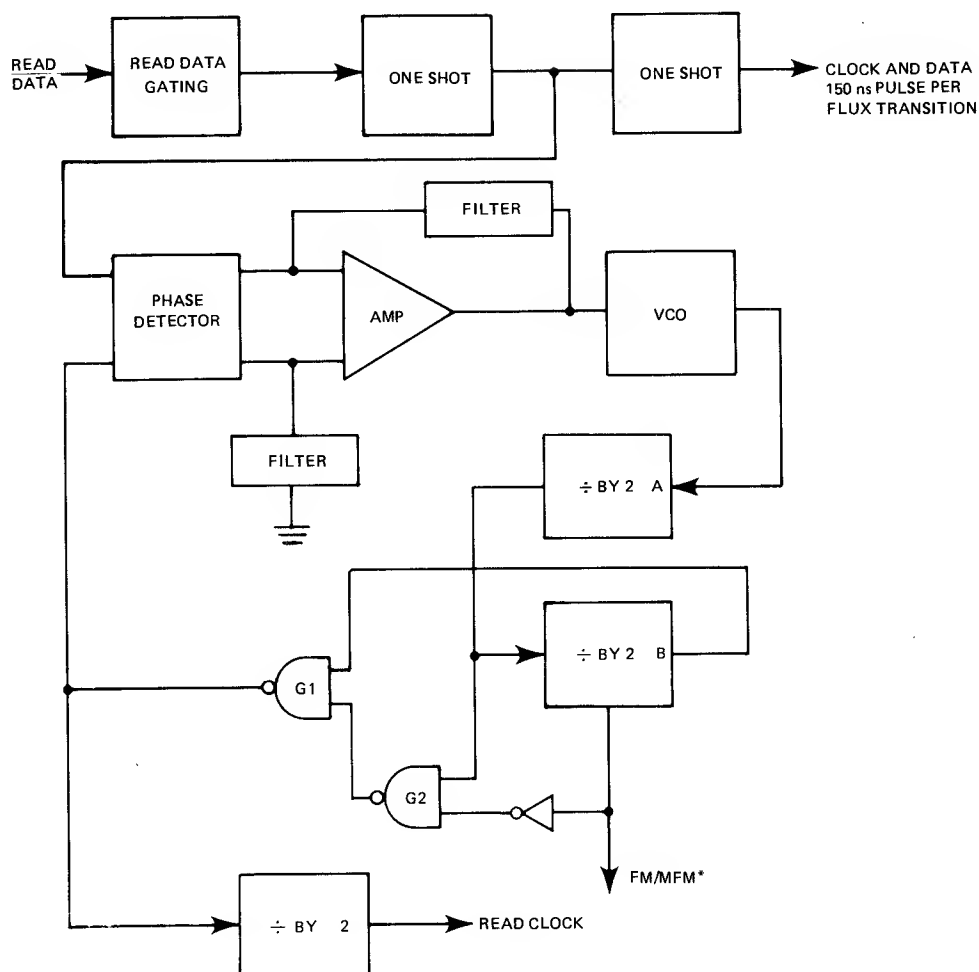 READ
DATA
READ DATA
GATING
ONE SHOT
ONE SHOT
CLOCK AND DATA
150 ns PULSE PER
FLUX TRANSITION
FILTER
PHASE
DETECTOR
AMP
VCO
FILTER
÷ BY 2 A
÷ BY 2 B
G1
G2
FM/MFM*
÷ BY 2
READ CLOCK